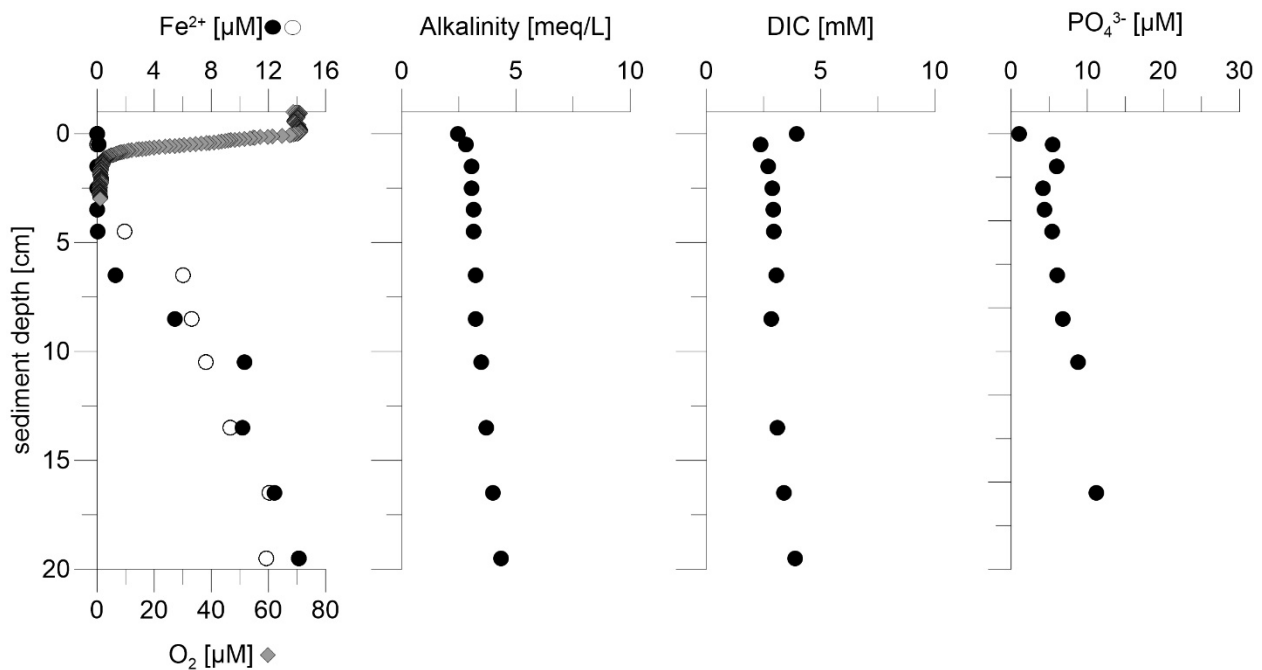 Fe²⁺ [µM]
Alkalinity [meq/L]
DIC [mM]
PO₄³⁻ [µM]
0 4 8 12 16
0 5 10
0 5 10
0 10 20 30
sediment depth [cm]
0
5
10
15
20
0 20 40 60 80
O₂ [µM]